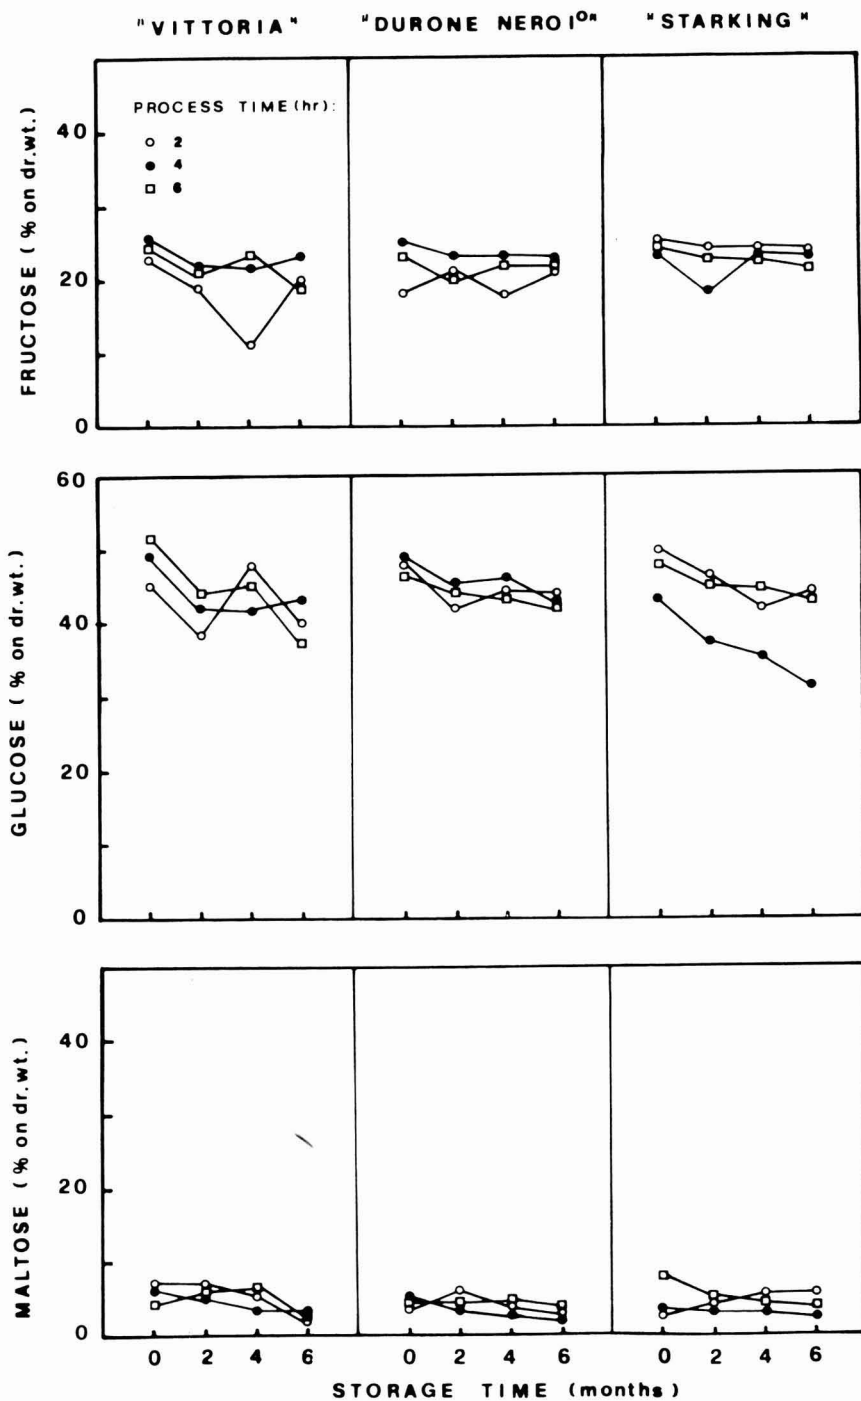 "VITTORIA" "DURONE NEROIO" "STARKING"
PROCESS TIME (hr):
2
4
6
FRUCTOSE (% on dr.wt.)
40
20
0
GLUCOSE (% on dr.wt.)
60
40
20
0
MALTOSE (% on dr.wt.)
40
20
0
0 2 4 6 0 2 4 6 0 2 4 6
STORAGE TIME (months)